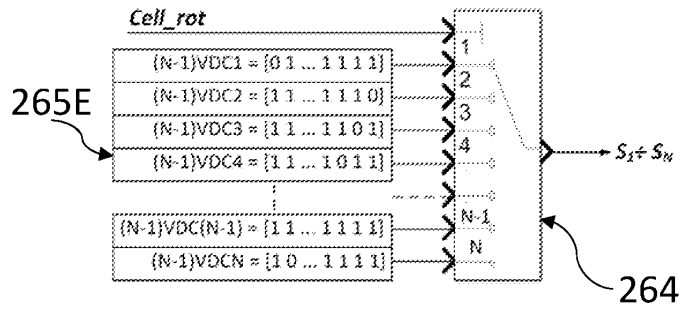 Cell_rot
1
(N-1)VDC1 = [0 1 ... 1 1 1 1]
2
(N-1)VDC2 = [1 1 ... 1 1 1 0]
3
(N-1)VDC3 = [1 1 ... 1 1 0 1]
4
(N-1)VDC4 = [1 1 ... 1 0 1 1]
265E
S₁÷ S_N
(N-1)VDC(N-1) = [1 1 ... 1 1 1 1]
N-1
(N-1)VDCN = [1 0 ... 1 1 1 1]
N
264